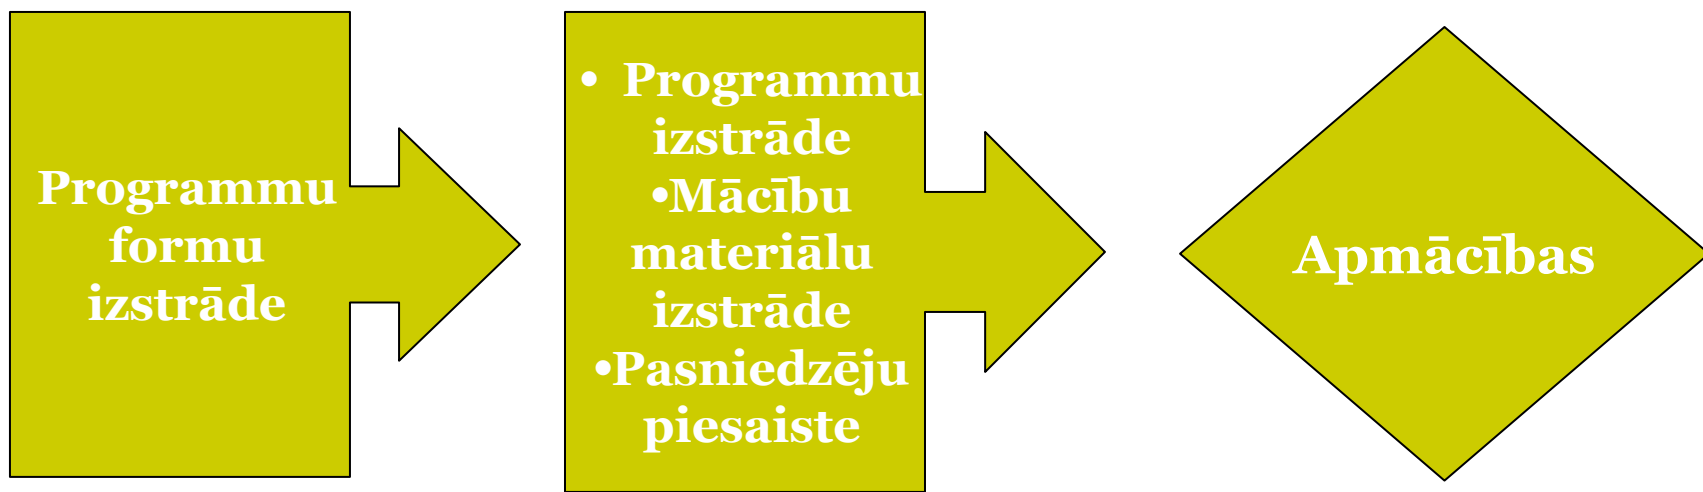 Programmu
formu
izstrāde
• Programmu
izstrāde
•Mācību
materiālu
izstrāde
•Pasniedzēju
piesaiste
Apmācības